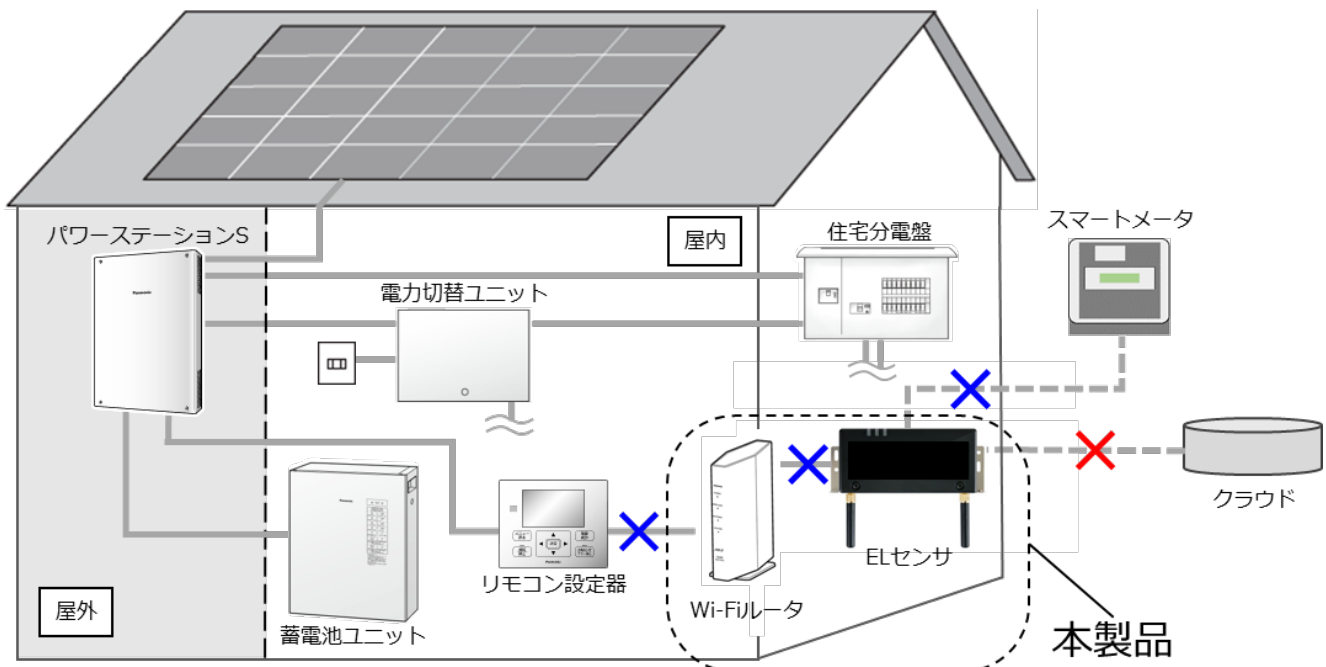 パワーステーションS
屋内
住宅分電盤
スマートメータ
電力切替ユニット
Panasonic
クラウド
ELセンサ
リモコン設定器
Wi-Fiルータ
本製品
屋外
蓄電池ユニット